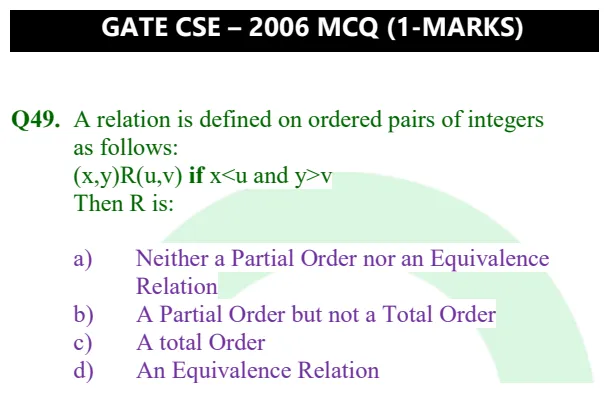 GATE CSE – 2006 MCQ (1-MARKS)
Q49. A relation is defined on ordered pairs of integers
as follows:
(x,y)R(u,v) if x<u and y>v
Then R is:
a) Neither a Partial Order nor an Equivalence
Relation
b) A Partial Order but not a Total Order
c) A total Order
d) An Equivalence Relation